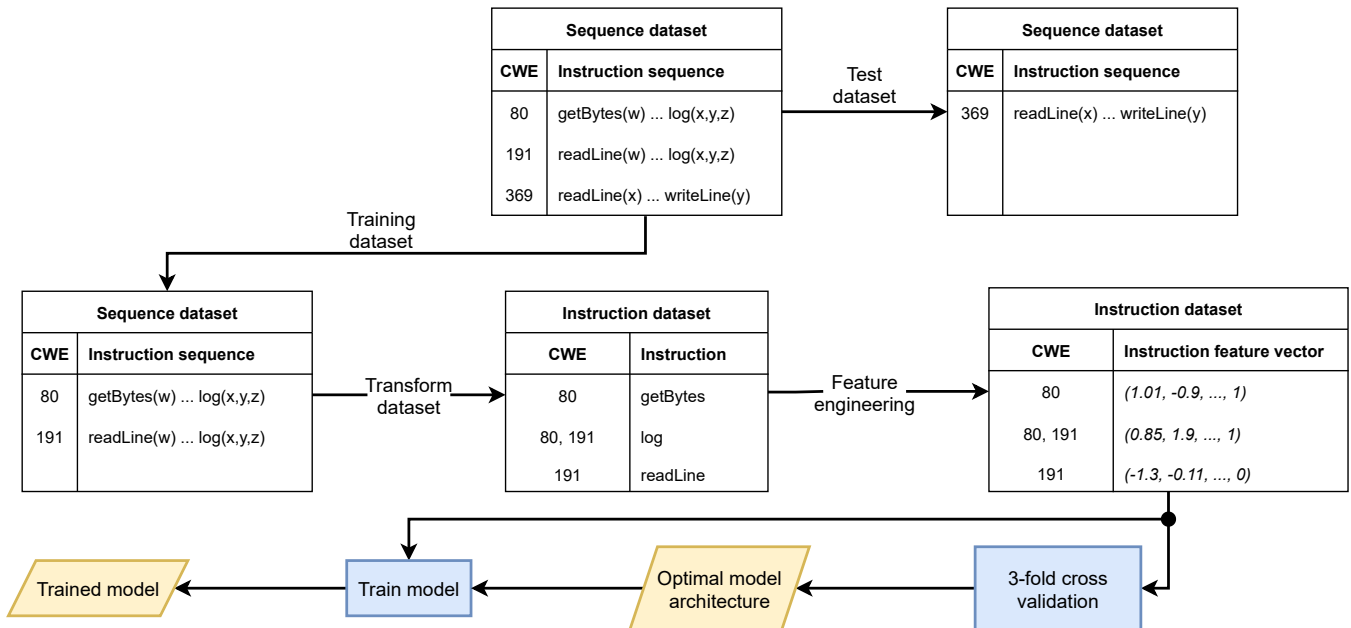 Sequence dataset
CWE Instruction sequence
80 getBytes(w) ... log(x,y,z)
191 readLine(w) ... log(x,y,z)
369 readLine(x) ... writeLine(y)
Test
dataset
Sequence dataset
CWE Instruction sequence
369 readLine(x) ... writeLine(y)
Training
dataset
Sequence dataset
CWE Instruction sequence
80 getBytes(w) ... log(x,y,z)
191 readLine(w) ... log(x,y,z)
Transform
dataset
Instruction dataset
CWE Instruction
80 getBytes
80, 191 log
191 readLine
Feature
engineering
Instruction dataset
CWE Instruction feature vector
80 (1.01, -0.9, ..., 1)
80, 191 (0.85, 1.9, ..., 1)
191 (-1.3, -0.11, ..., 0)
Trained model
Train model
Optimal model
architecture
3-fold cross
validation